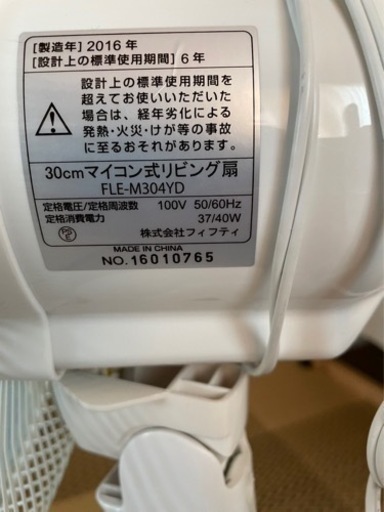 [製造年] 2016年
[設計上の標準使用期間] 6年
設計上の標準使用期間を
超えてお使いいただいた
場合は、経年劣化による
発熱・火災・けが等の事故
に至るおそれがあります。
30cmマイコン式リビング扇
FLE-M304YD
定格電圧/定格周波数 100V 50/60Hz
定格消費電力 37/40W
株式会社フィフティ
MADE IN CHINA
NO. 16010765